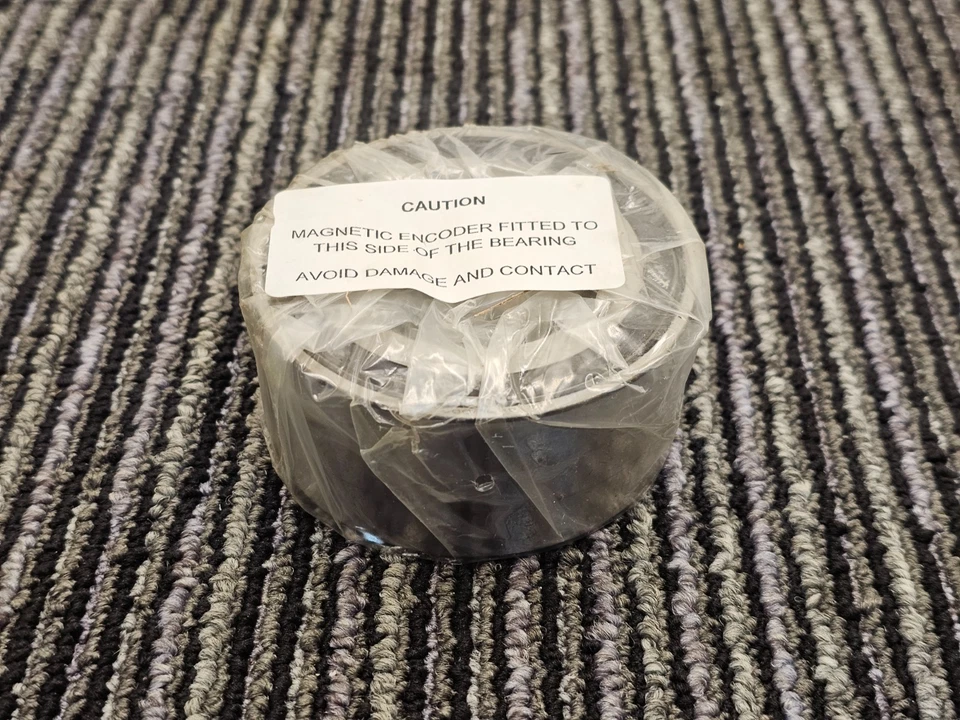 CAUTION
MAGNETIC ENCODER FITTED TO
THIS SIDE OF THE BEARING
AVOID DAMAGE AND CONTACT